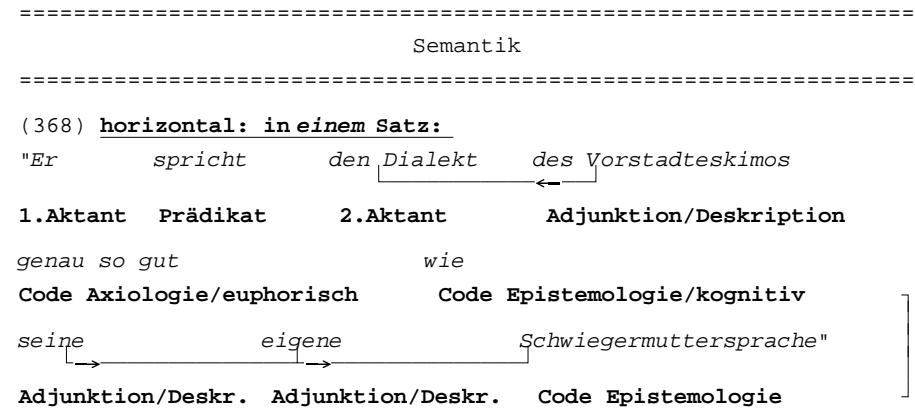 ===================================================================
Semantik
===================================================================
(368) horizontal: in einem Satz:
"Er spricht den Dialekt des Vorstadteskimos
1.Aktant Prädikat 2.Aktant Adjunktion/Deskription
genau so gut wie
Code Axiologie/euphorisch Code Epistemologie/kognitiv
seine eigene Schwiegermuttersprache"
Adjunktion/Deskr. Adjunktion/Deskr. Code Epistemologie